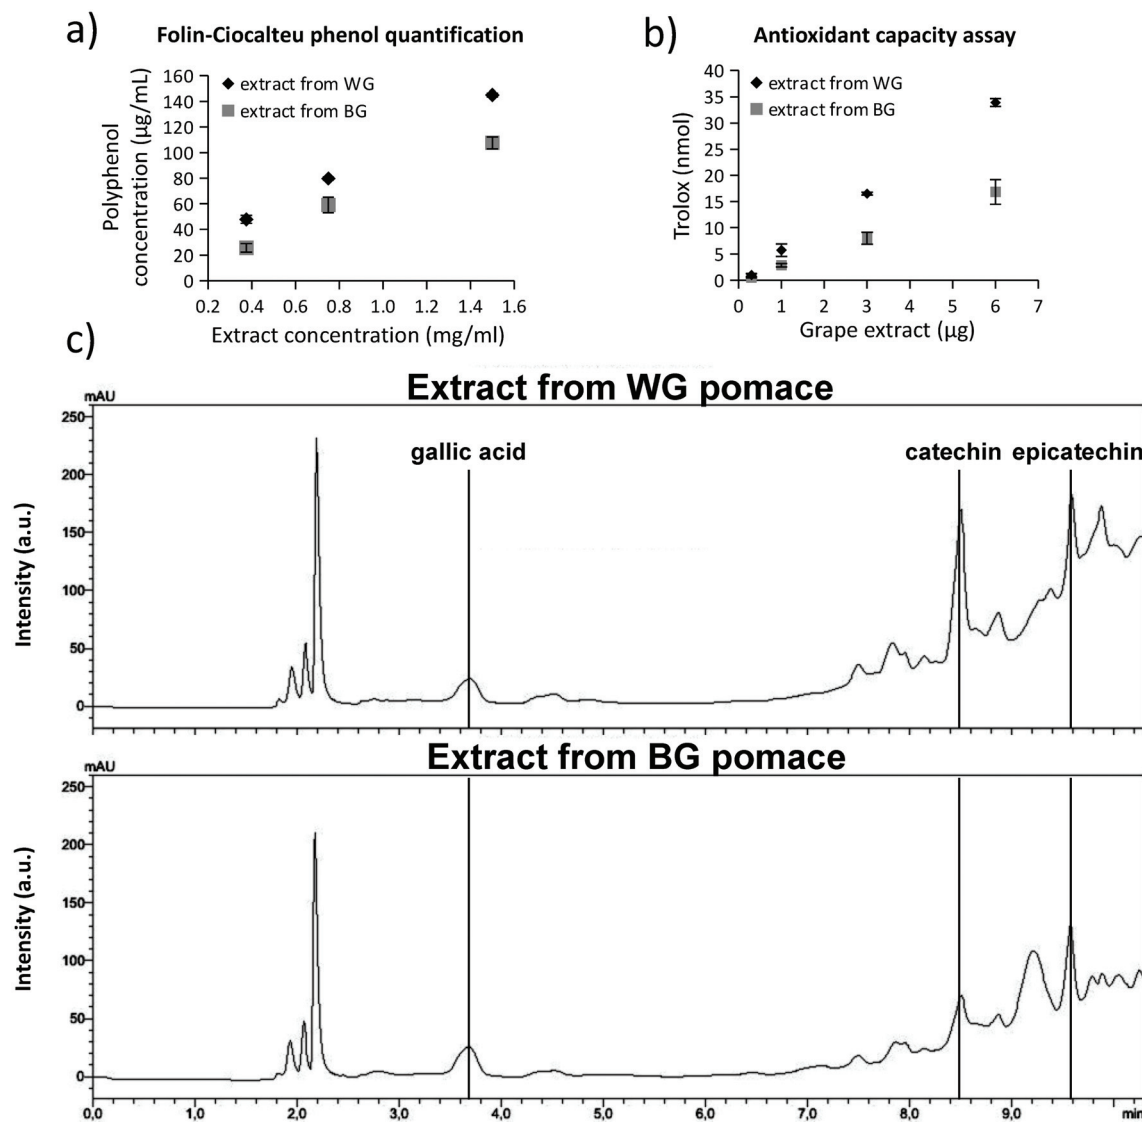 a)
Folin-Ciocalteu phenol quantification
160
140
120
100
80
60
40
20
0
Polyphenol
concentration (µg/mL)
extract from WG
extract from BG
0.2 0.4 0.6 0.8 1.0 1.2 1.4 1.6
Extract concentration (mg/ml)
b)
Antioxidant capacity assay
40
35
30
25
20
15
10
5
0
Trolox (nmol)
extract from WG
extract from BG
0 1 2 3 4 5 6 7
Grape extract (µg)
c)
Extract from WG pomace
mAU
250
200
150
100
50
0
Intensity (a.u.)
gallic acid
catechin epicatechin
Extract from BG pomace
mAU
250
200
150
100
50
0
Intensity (a.u.)
0,0 1,0 2,0 3,0 4,0 5,0 6,0 7,0 8,0 9,0 min